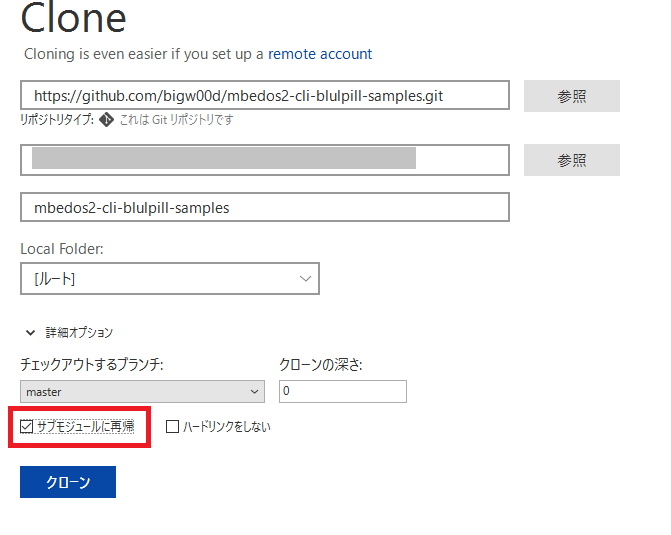 Clone
Cloning is even easier if you set up a remote account
https://github.com/bigw00d/mbedos2-cli-blulpill-samples.git
参照
リポジトリタイプ: これは Git リポジトリです
参照
mbedos2-cli-blulpill-samples
Local Folder:
[ルート]
詳細オプション
チェックアウトするブランチ: クローンの深さ:
master 0
サブモジュールに再帰 ハードリンクをしない
クローン